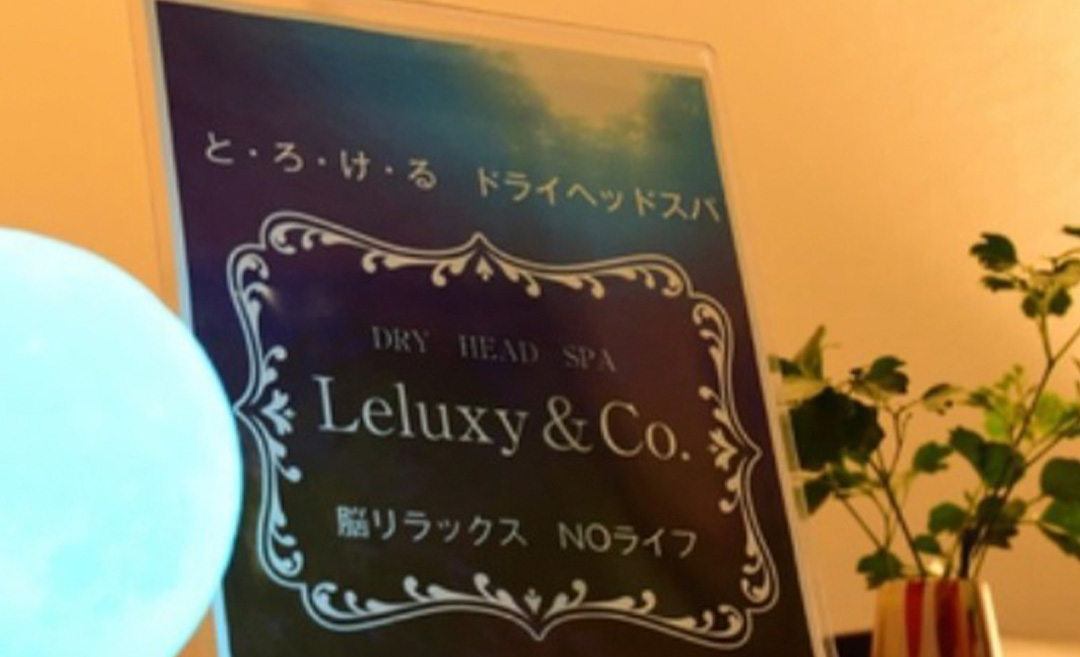 と・ろ・け・る ドライヘッドスパ
DRY HEAD SPA
Leluxy & Co.
脳リラックス NOライフ